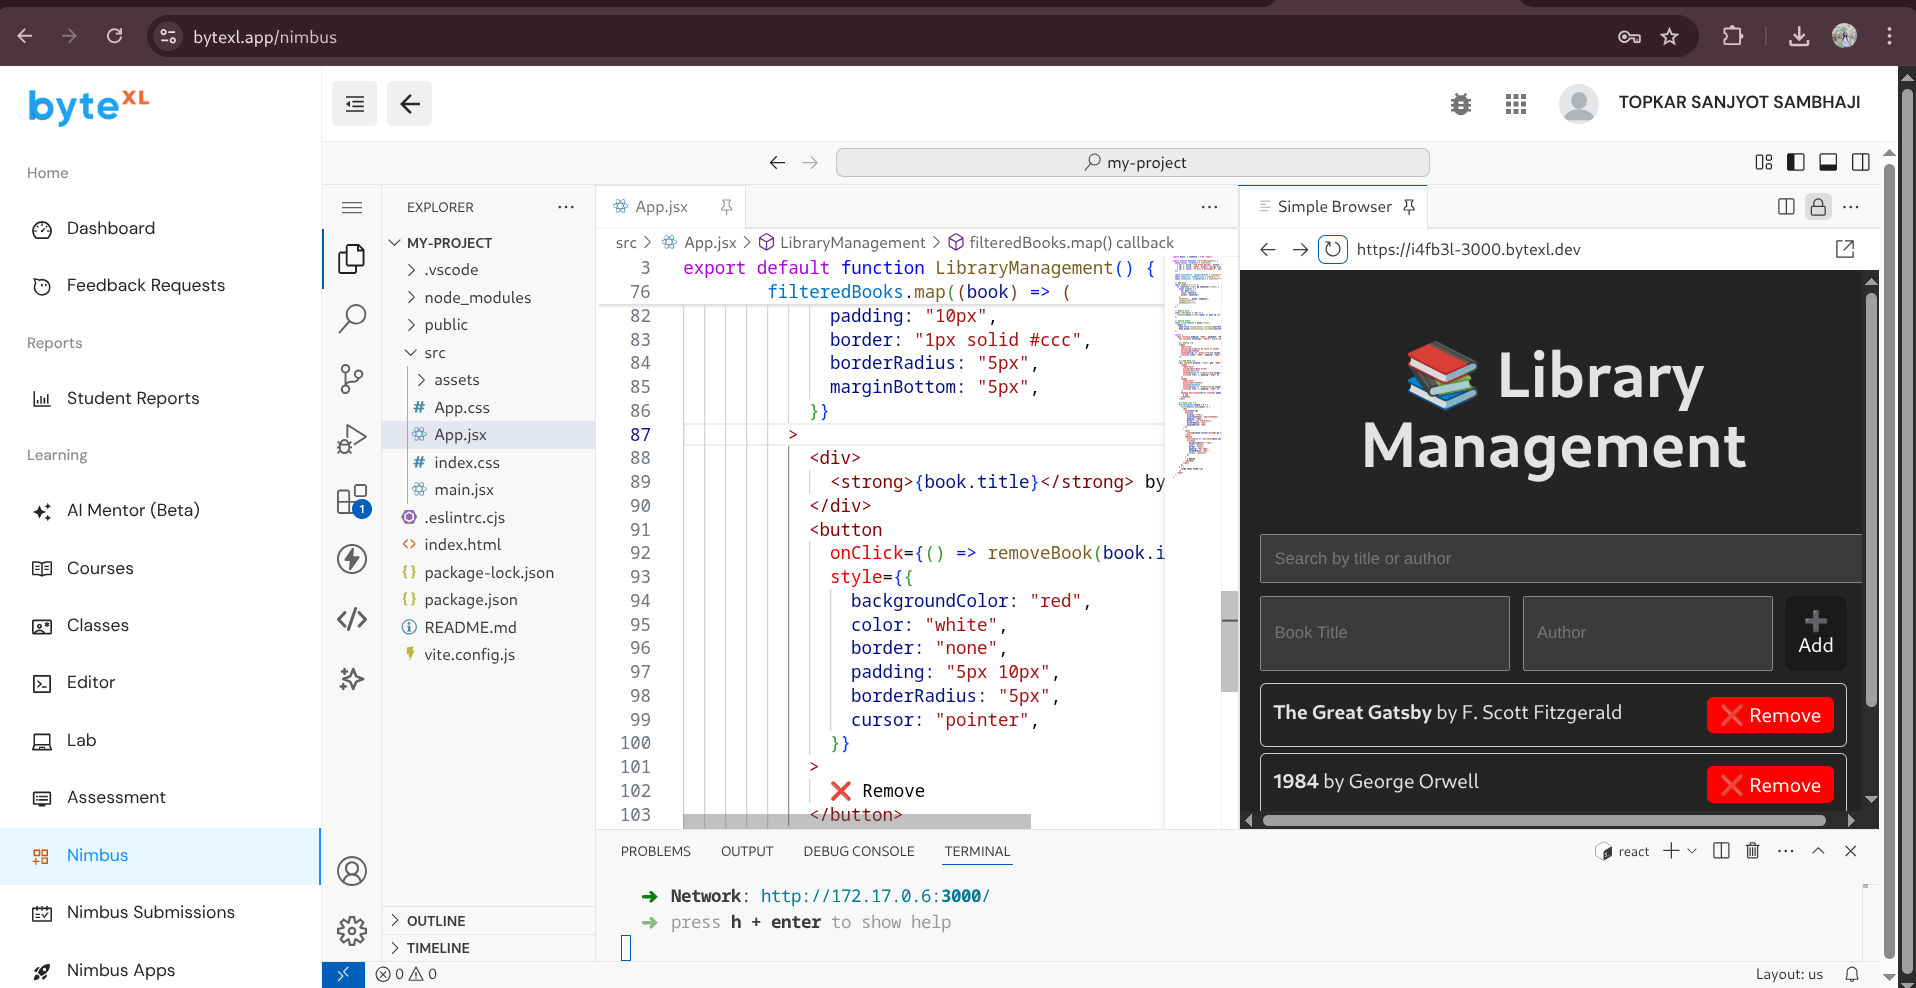 bytexl.app/nimbus
byteXL
TOPKAR SANJYOT SAMBHAJI
Home
Dashboard
Feedback Requests
Reports
Student Reports
Learning
AI Mentor (Beta)
Courses
Classes
Editor
Lab
Assessment
Nimbus
Nimbus Submissions
Nimbus Apps
my-project
EXPLORER
MY-PROJECT
.vscode
node_modules
public
src
assets
# App.css
App.jsx
# index.css
main.jsx
.eslintrc.cjs
<> index.html
{} package-lock.json
{} package.json
README.md
vite.config.js
OUTLINE
TIMELINE
1
App.jsx
src > App.jsx > LibraryManagement > filteredBooks.map() callback
3 export default function LibraryManagement() {
76 filteredBooks.map((book) => (
82 padding: "10px",
83 border: "1px solid #ccc",
84 borderRadius: "5px",
85 marginBottom: "5px",
86 }}
87 >
88 <div>
89 <strong>{book.title}</strong> by
90 </div>
91 <button
92 onClick={() => removeBook(book.i
93 style={{
94 backgroundColor: "red",
95 color: "white",
96 border: "none",
97 padding: "5px 10px",
98 borderRadius: "5px",
99 cursor: "pointer",
100 }}
101 >
102 ❌ Remove
103 </button>
Simple Browser
https://i4fb3l-3000.bytexl.dev
📚 Library
Management
Search by title or author
Book Title
Author
➕
Add
The Great Gatsby by F. Scott Fitzgerald
❌ Remove
1984 by George Orwell
❌ Remove
PROBLEMS OUTPUT DEBUG CONSOLE TERMINAL
react
➜ Network: http://172.17.0.6:3000/
➜ press h + enter to show help
0 0
Layout: us